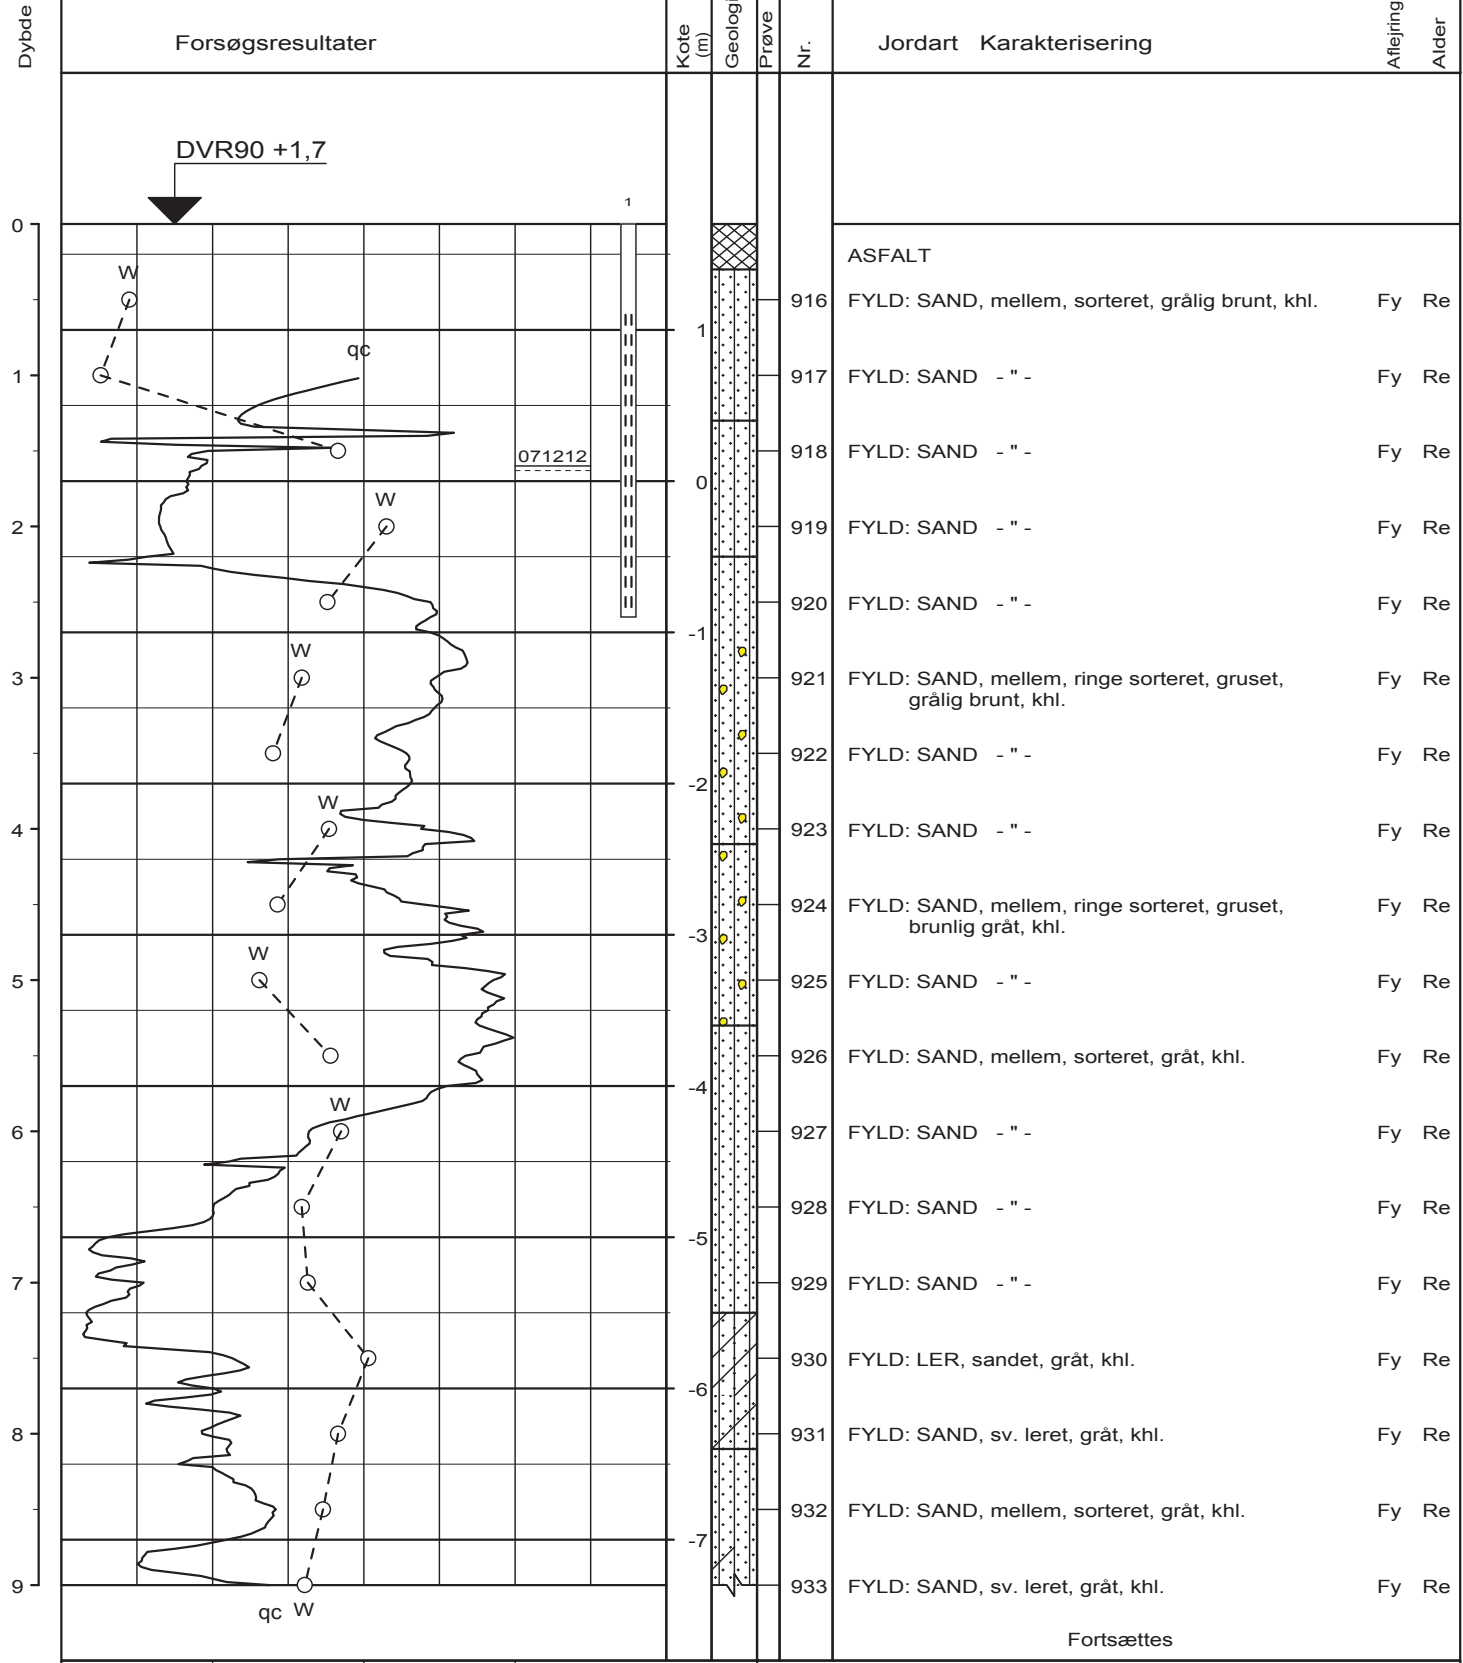 Dybde
Forsøgsresultater
Kote
(m)
Geologi
Prøve
Nr.
Jordart Karakterisering
Aflejring
Alder
DVR90 +1,7
1
0
ASFALT
W
916 FYLD: SAND, mellem, sorteret, grålig brunt, khl. Fy Re
1
qc
1 917 FYLD: SAND - " - Fy Re
918 FYLD: SAND - " - Fy Re
071212
0
W
2 919 FYLD: SAND - " - Fy Re
920 FYLD: SAND - " - Fy Re
-1
W
3 921 FYLD: SAND, mellem, ringe sorteret, gruset, Fy Re
grålig brunt, khl.
922 FYLD: SAND - " - Fy Re
-2
W
4 923 FYLD: SAND - " - Fy Re
924 FYLD: SAND, mellem, ringe sorteret, gruset, Fy Re
brunlig gråt, khl.
-3
W
5 925 FYLD: SAND - " - Fy Re
926 FYLD: SAND, mellem, sorteret, gråt, khl. Fy Re
-4
W
6 927 FYLD: SAND - " - Fy Re
928 FYLD: SAND - " - Fy Re
-5
7 929 FYLD: SAND - " - Fy Re
930 FYLD: LER, sandet, gråt, khl. Fy Re
-6
8 931 FYLD: SAND, sv. leret, gråt, khl. Fy Re
932 FYLD: SAND, mellem, sorteret, gråt, khl. Fy Re
-7
9 933 FYLD: SAND, sv. leret, gråt, khl. Fy Re
qc W
Fortsættes